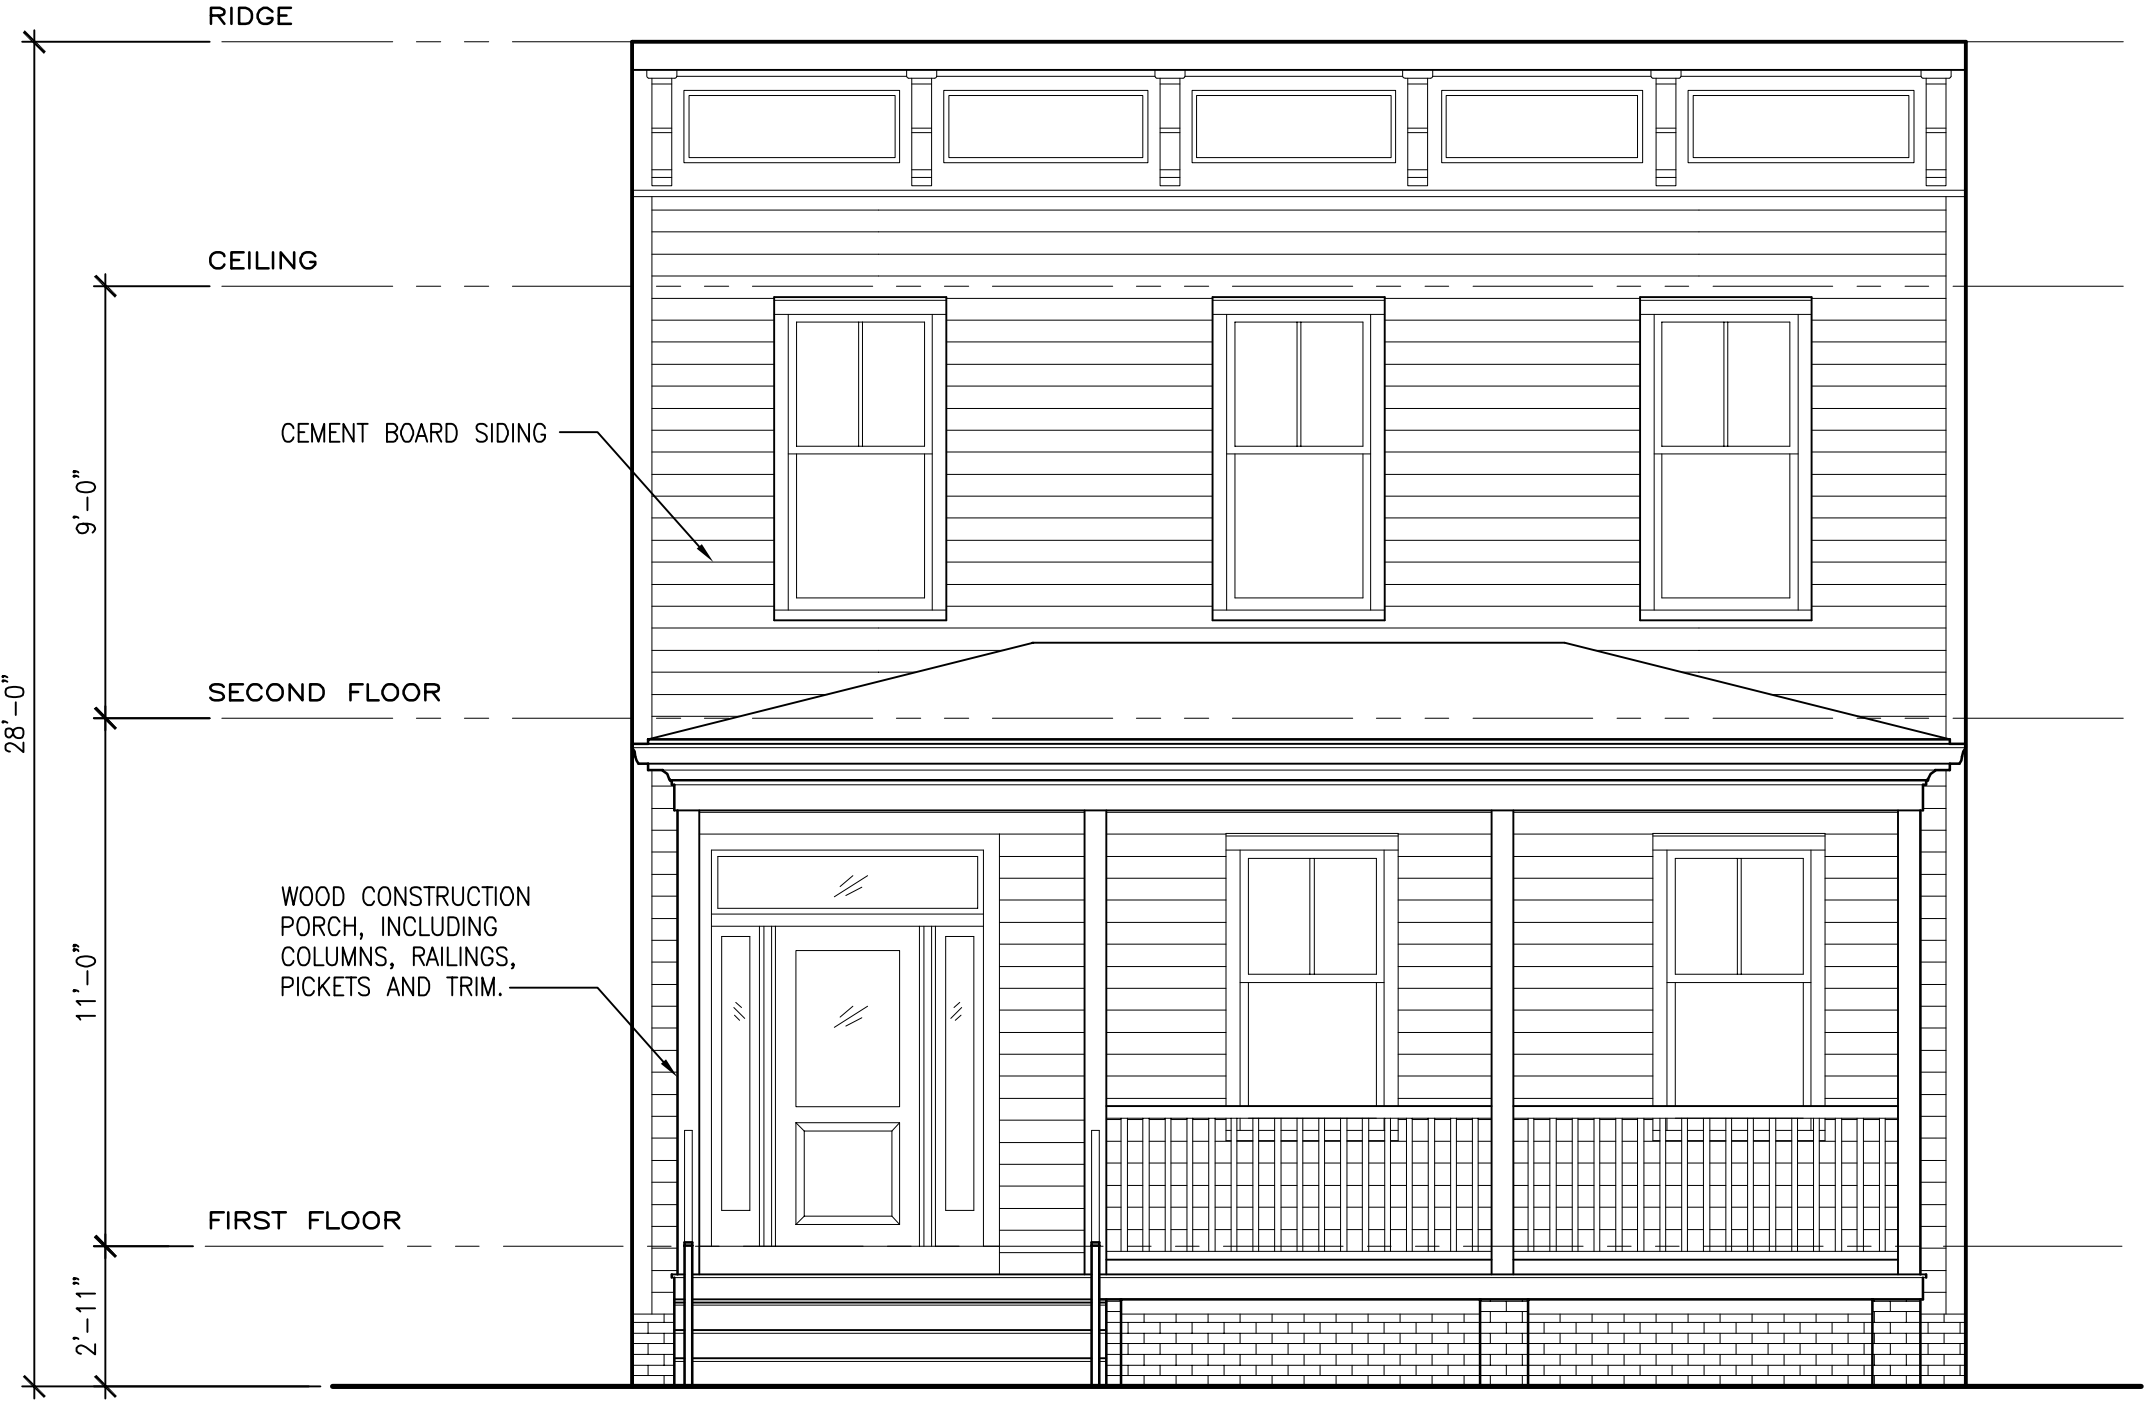 RIDGE
CEILING
CEMENT BOARD SIDING
9'-0"
28'-0"
SECOND FLOOR
WOOD CONSTRUCTION
PORCH, INCLUDING
COLUMNS, RAILINGS,
PICKETS AND TRIM.
11'-0"
FIRST FLOOR
2'-11"